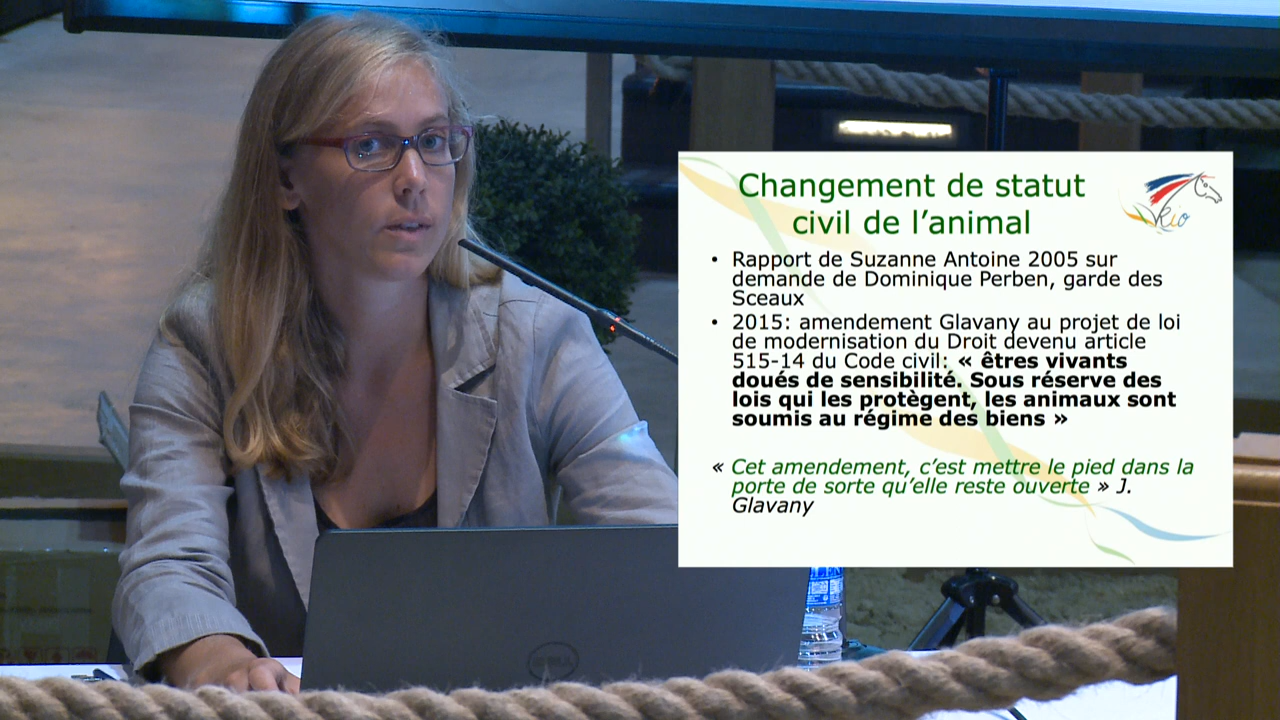 Changement de statut
civil de l’animal
Rio
• Rapport de Suzanne Antoine 2005 sur
demande de Dominique Perben, garde des
Sceaux
• 2015: amendement Glavany au projet de loi
de modernisation du Droit devenu article
515-14 du Code civil: « êtres vivants
doués de sensibilité. Sous réserve des
lois qui les protègent, les animaux sont
soumis au régime des biens »
« Cet amendement, c’est mettre le pied dans la
porte de sorte qu’elle reste ouverte » J.
Glavany
DELL